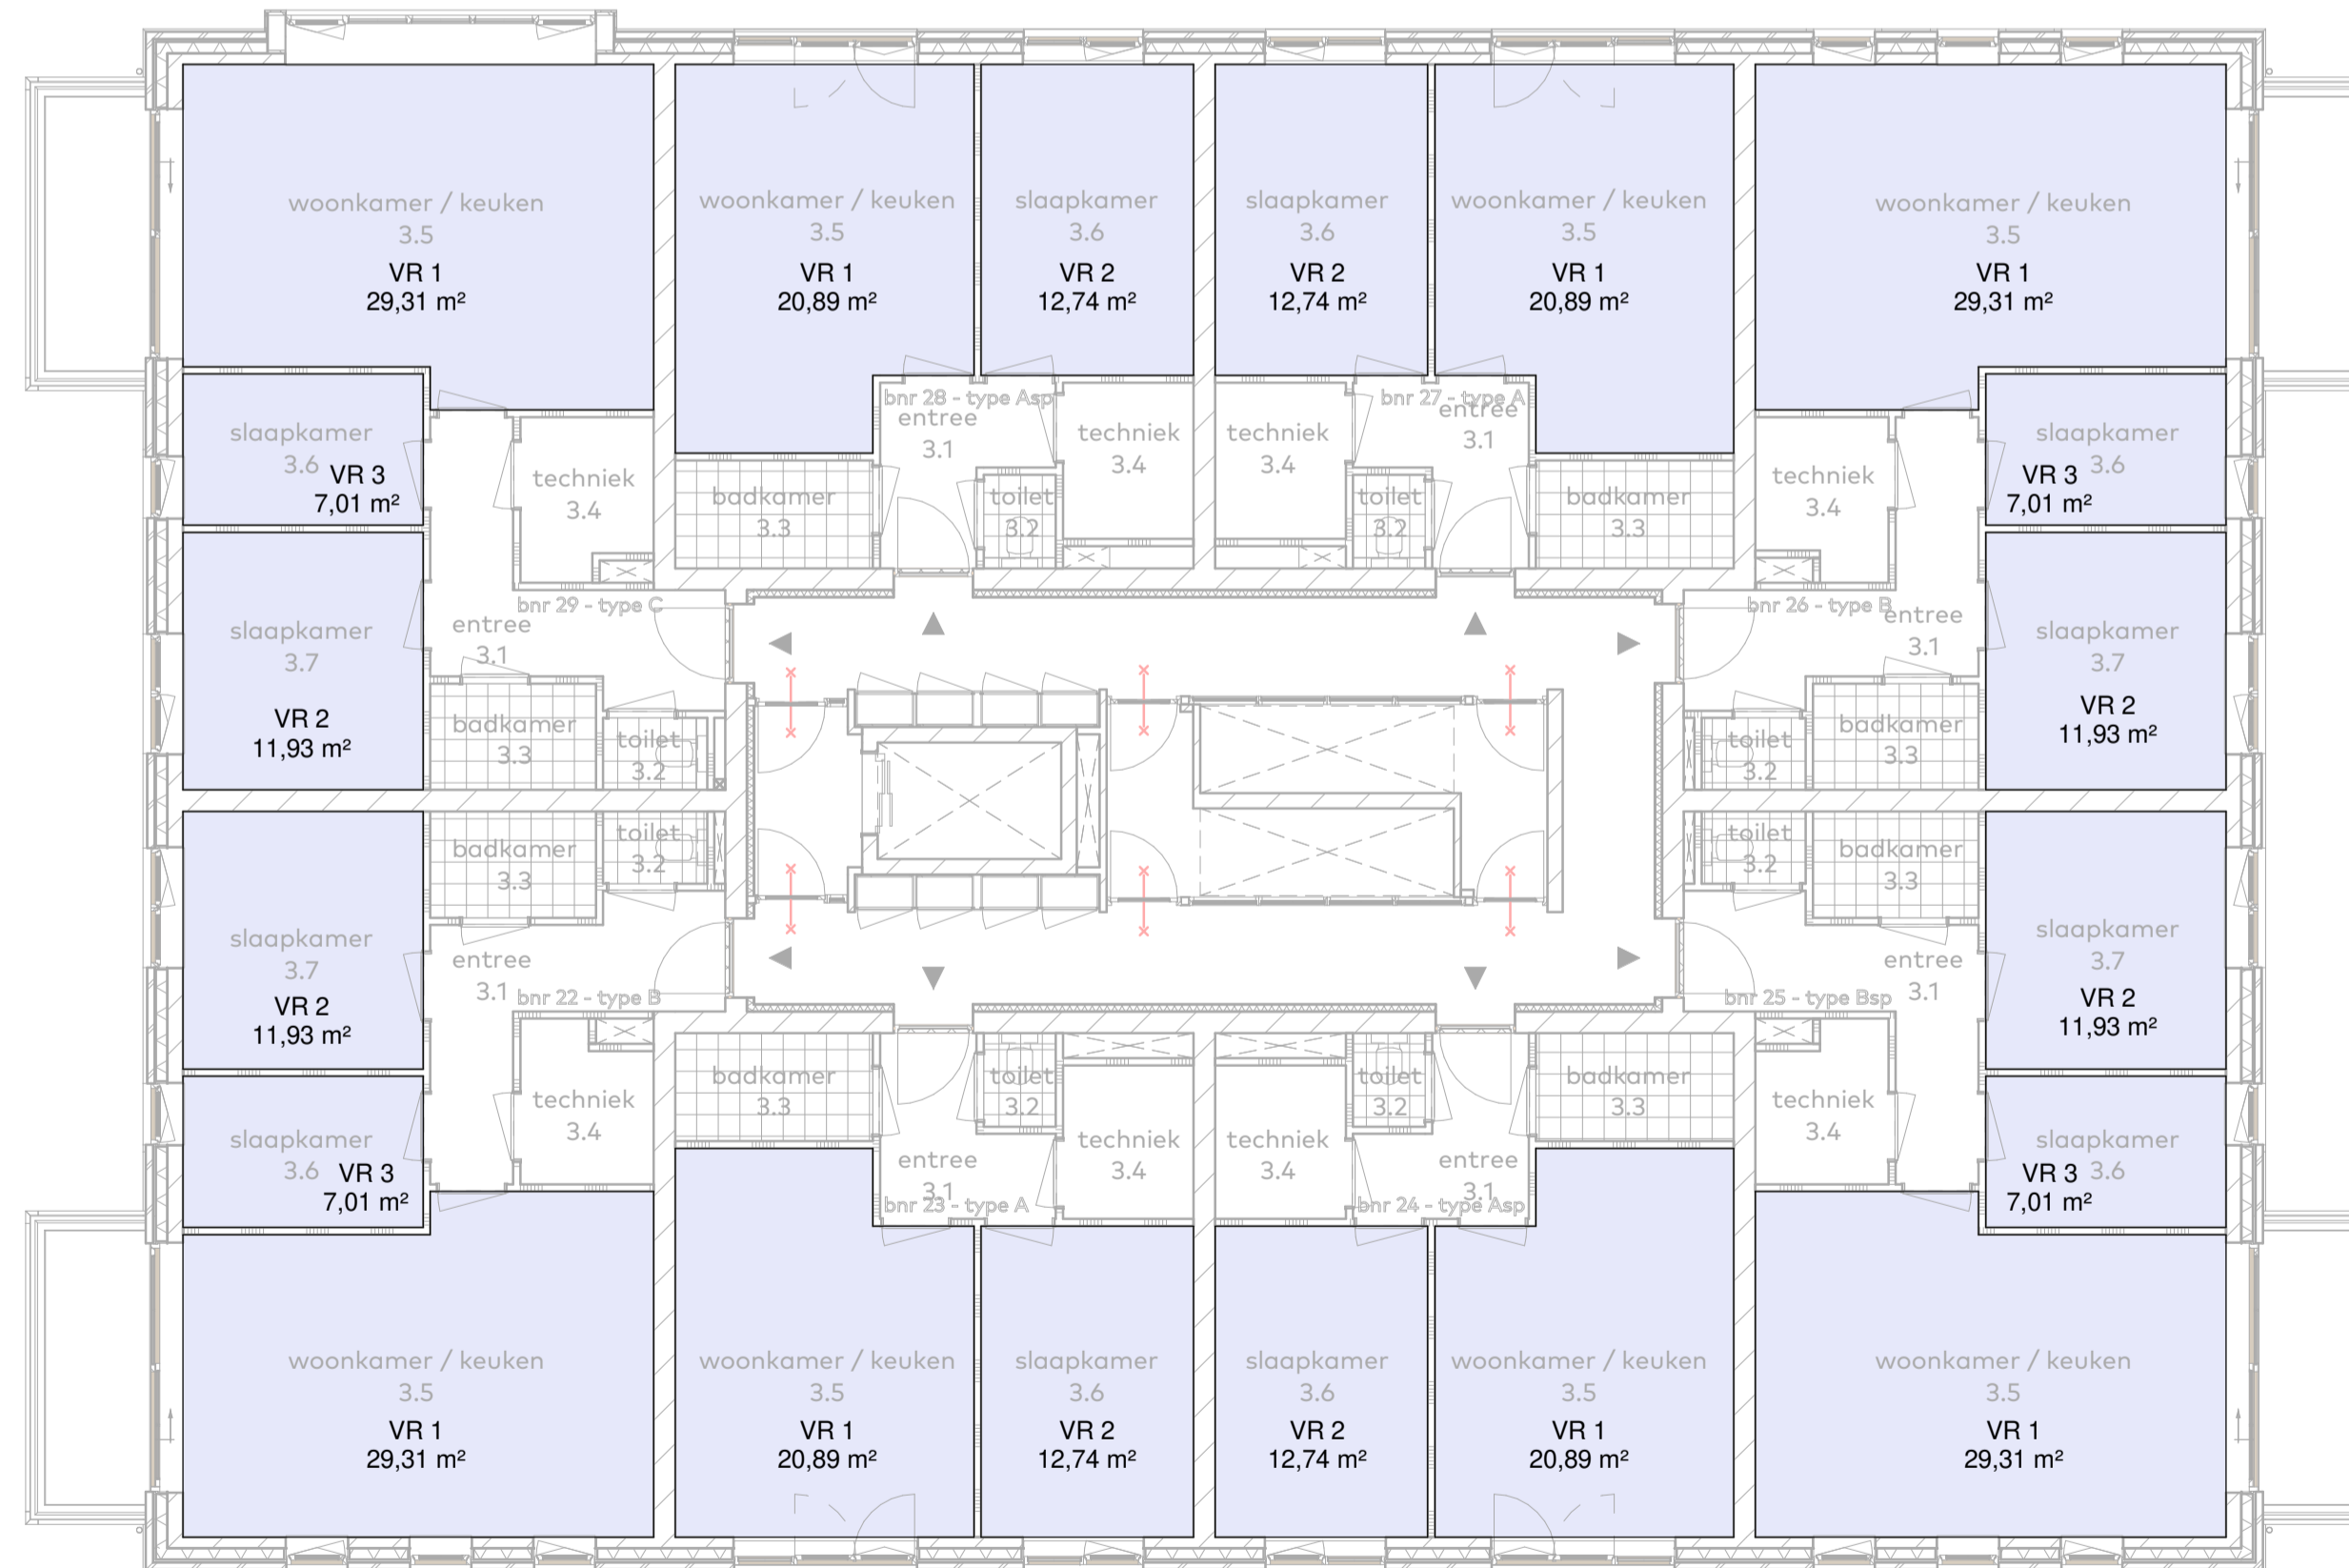 woonkamer / keuken
3.5
VR 1
29,31 m²
woonkamer / keuken
3.5
VR 1
20,89 m²
slaapkamer
3.6
VR 2
12,74 m²
slaapkamer
3.6
VR 2
12,74 m²
woonkamer / keuken
3.5
VR 1
20,89 m²
woonkamer / keuken
3.5
VR 1
29,31 m²
slaapkamer
3.6
VR 3
7,01 m²
techniek
3.4
bnr 28 - type Asp
entree
3.1
techniek
3.4
badkamer
3.3
toilet
3.2
techniek
3.4
bnr 27 - type A
entree
3.1
toilet
3.2
badkamer
3.3
techniek
3.4
slaapkamer
3.6
VR 3
7,01 m²
slaapkamer
3.7
VR 2
11,93 m²
bnr 29 - type C
entree
3.1
badkamer
3.3
toilet
3.2
bnr 26 - type B
entree
3.1
toilet
3.2
badkamer
3.3
slaapkamer
3.7
VR 2
11,93 m²
slaapkamer
3.7
VR 2
11,93 m²
badkamer
3.3
toilet
3.2
entree
3.1
bnr 22 - type B
toilet
3.2
badkamer
3.3
entree
3.1
bnr 25 - type Bsp
slaapkamer
3.7
VR 2
11,93 m²
slaapkamer
3.6
VR 3
7,01 m²
techniek
3.4
badkamer
3.3
toilet
3.2
entree
3.1
bnr 23 - type A
techniek
3.4
techniek
3.4
toilet
3.2
entree
3.1
bnr 24 - type Asp
badkamer
3.3
techniek
3.4
slaapkamer
3.6
VR 3
7,01 m²
woonkamer / keuken
3.5
VR 1
29,31 m²
woonkamer / keuken
3.5
VR 1
20,89 m²
slaapkamer
3.6
VR 2
12,74 m²
slaapkamer
3.6
VR 2
12,74 m²
woonkamer / keuken
3.5
VR 1
20,89 m²
woonkamer / keuken
3.5
VR 1
29,31 m²